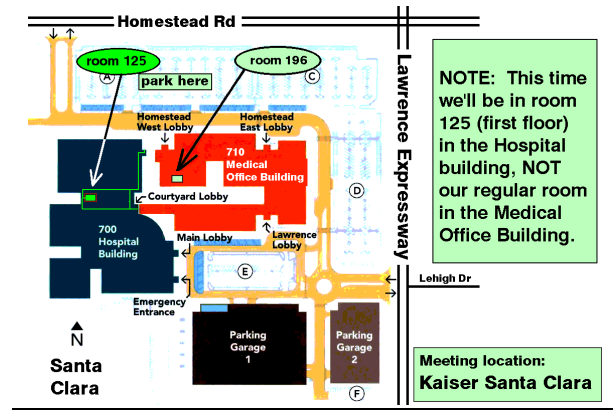 Homestead Rd
room 125
room 196
A
park here
C
Homestead
West Lobby
Homestead
East Lobby
710
Medical
Office Building
D
Courtyard Lobby
700
Hospital
Building
Main Lobby
Lawrence
Lobby
E
Emergency
Entrance
Parking
Garage
1
Parking
Garage
2
F
N
Santa
Clara
Lawrence Expressway
Lehigh Dr
NOTE: This time
we'll be in room
125 (first floor)
in the Hospital
building, NOT
our regular room
in the Medical
Office Building.
Meeting location:
Kaiser Santa Clara